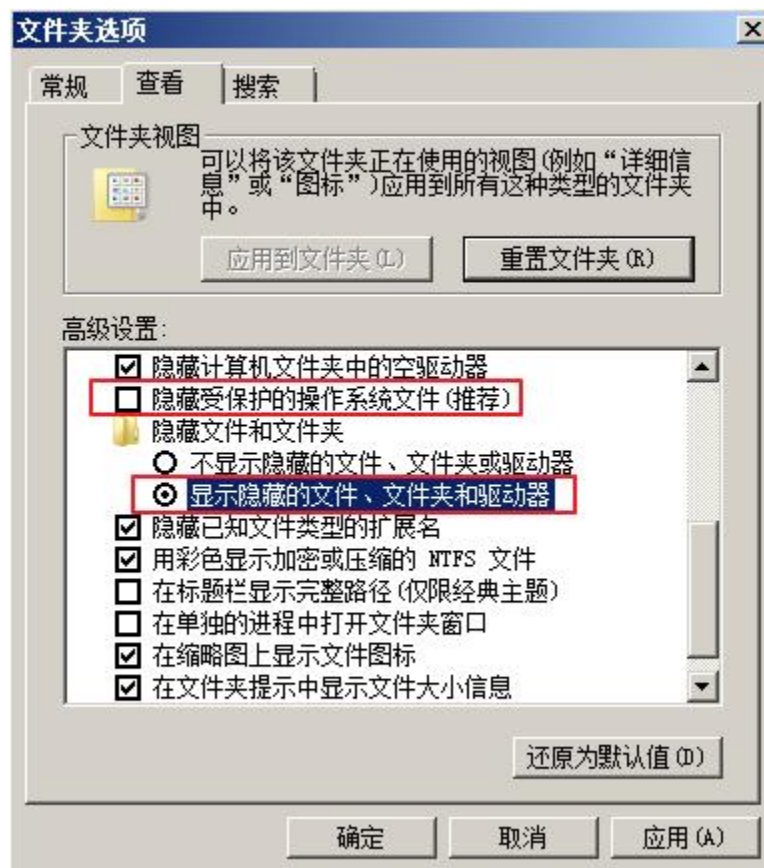 文件夹选项
常规 查看 搜索
文件夹视图
可以将该文件夹正在使用的视图(例如“详细信
息”或“图标”)应用到所有这种类型的文件夹
中。
应用到文件夹(L) 重置文件夹(R)
高级设置:
隐藏计算机文件夹中的空驱动器
隐藏受保护的操作系统文件(推荐)
隐藏文件和文件夹
不显示隐藏的文件、文件夹或驱动器
显示隐藏的文件、文件夹和驱动器
隐藏已知文件类型的扩展名
用彩色显示加密或压缩的 NTFS 文件
在标题栏显示完整路径(仅限经典主题)
在单独的进程中打开文件夹窗口
在缩略图上显示文件图标
在文件夹提示中显示文件大小信息
还原为默认值(D)
确定 取消 应用(A)